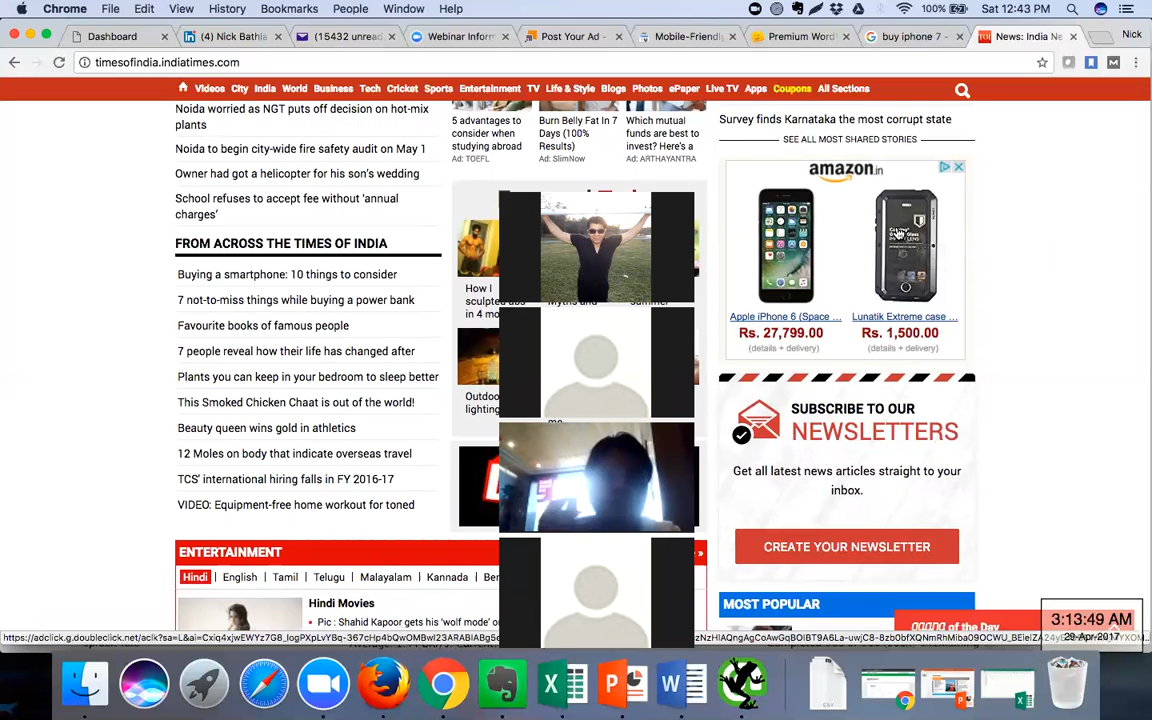 Chrome File Edit View History Bookmarks People Window Help 100% Sat 12:43 PM
Dashboard (4) Nick Bathla (15432 unread Webinar Inform Post Your Ad - Mobile-Friendly Premium Word buy iphone 7 - News: India Ne Nick
timesofindia.indiatimes.com
Videos City India World Business Tech Cricket Sports Entertainment TV Life & Style Blogs Photos ePaper Live TV Apps Coupons All Sections
Noida worried as NGT puts off decision on hot-mix
plants
Noida to begin city-wide fire safety audit on May 1
Owner had got a helicopter for his son's wedding
School refuses to accept fee without 'annual
charges'
FROM ACROSS THE TIMES OF INDIA
Buying a smartphone: 10 things to consider
7 not-to-miss things while buying a power bank
Favourite books of famous people
7 people reveal how their life has changed after
Plants you can keep in your bedroom to sleep better
This Smoked Chicken Chaat is out of the world!
Beauty queen wins gold in athletics
12 Moles on body that indicate overseas travel
TCS' international hiring falls in FY 2016-17
VIDEO: Equipment-free home workout for toned
ENTERTAINMENT
Hindi English Tamil Telugu Malayalam Kannada Ben
Hindi Movies
• Pic : Shahid Kapoor gets his 'wolf mode'
5 advantages to
consider when
studying abroad
Ad: TOEFL
Burn Belly Fat In 7
Days (100%
Results)
Ad: SlimNow
Which mutual
funds are best to
invest? Here's a
Ad: ARTHAYANTRA
How I
sculpted abs
in 4 mo
Outdoo
lighting
Survey finds Karnataka the most corrupt state
SEE ALL MOST SHARED STORIES
amazon.in
Apple iPhone 6 (Space ...
Rs. 27,799.00
(details + delivery)
Lunatik Extreme case ...
Rs. 1,500.00
(details + delivery)
SUBSCRIBE TO OUR
NEWSLETTERS
Get all latest news articles straight to your
inbox.
CREATE YOUR NEWSLETTER
MOST POPULAR
of the Day
3:13:49 AM
29-Apr-2017